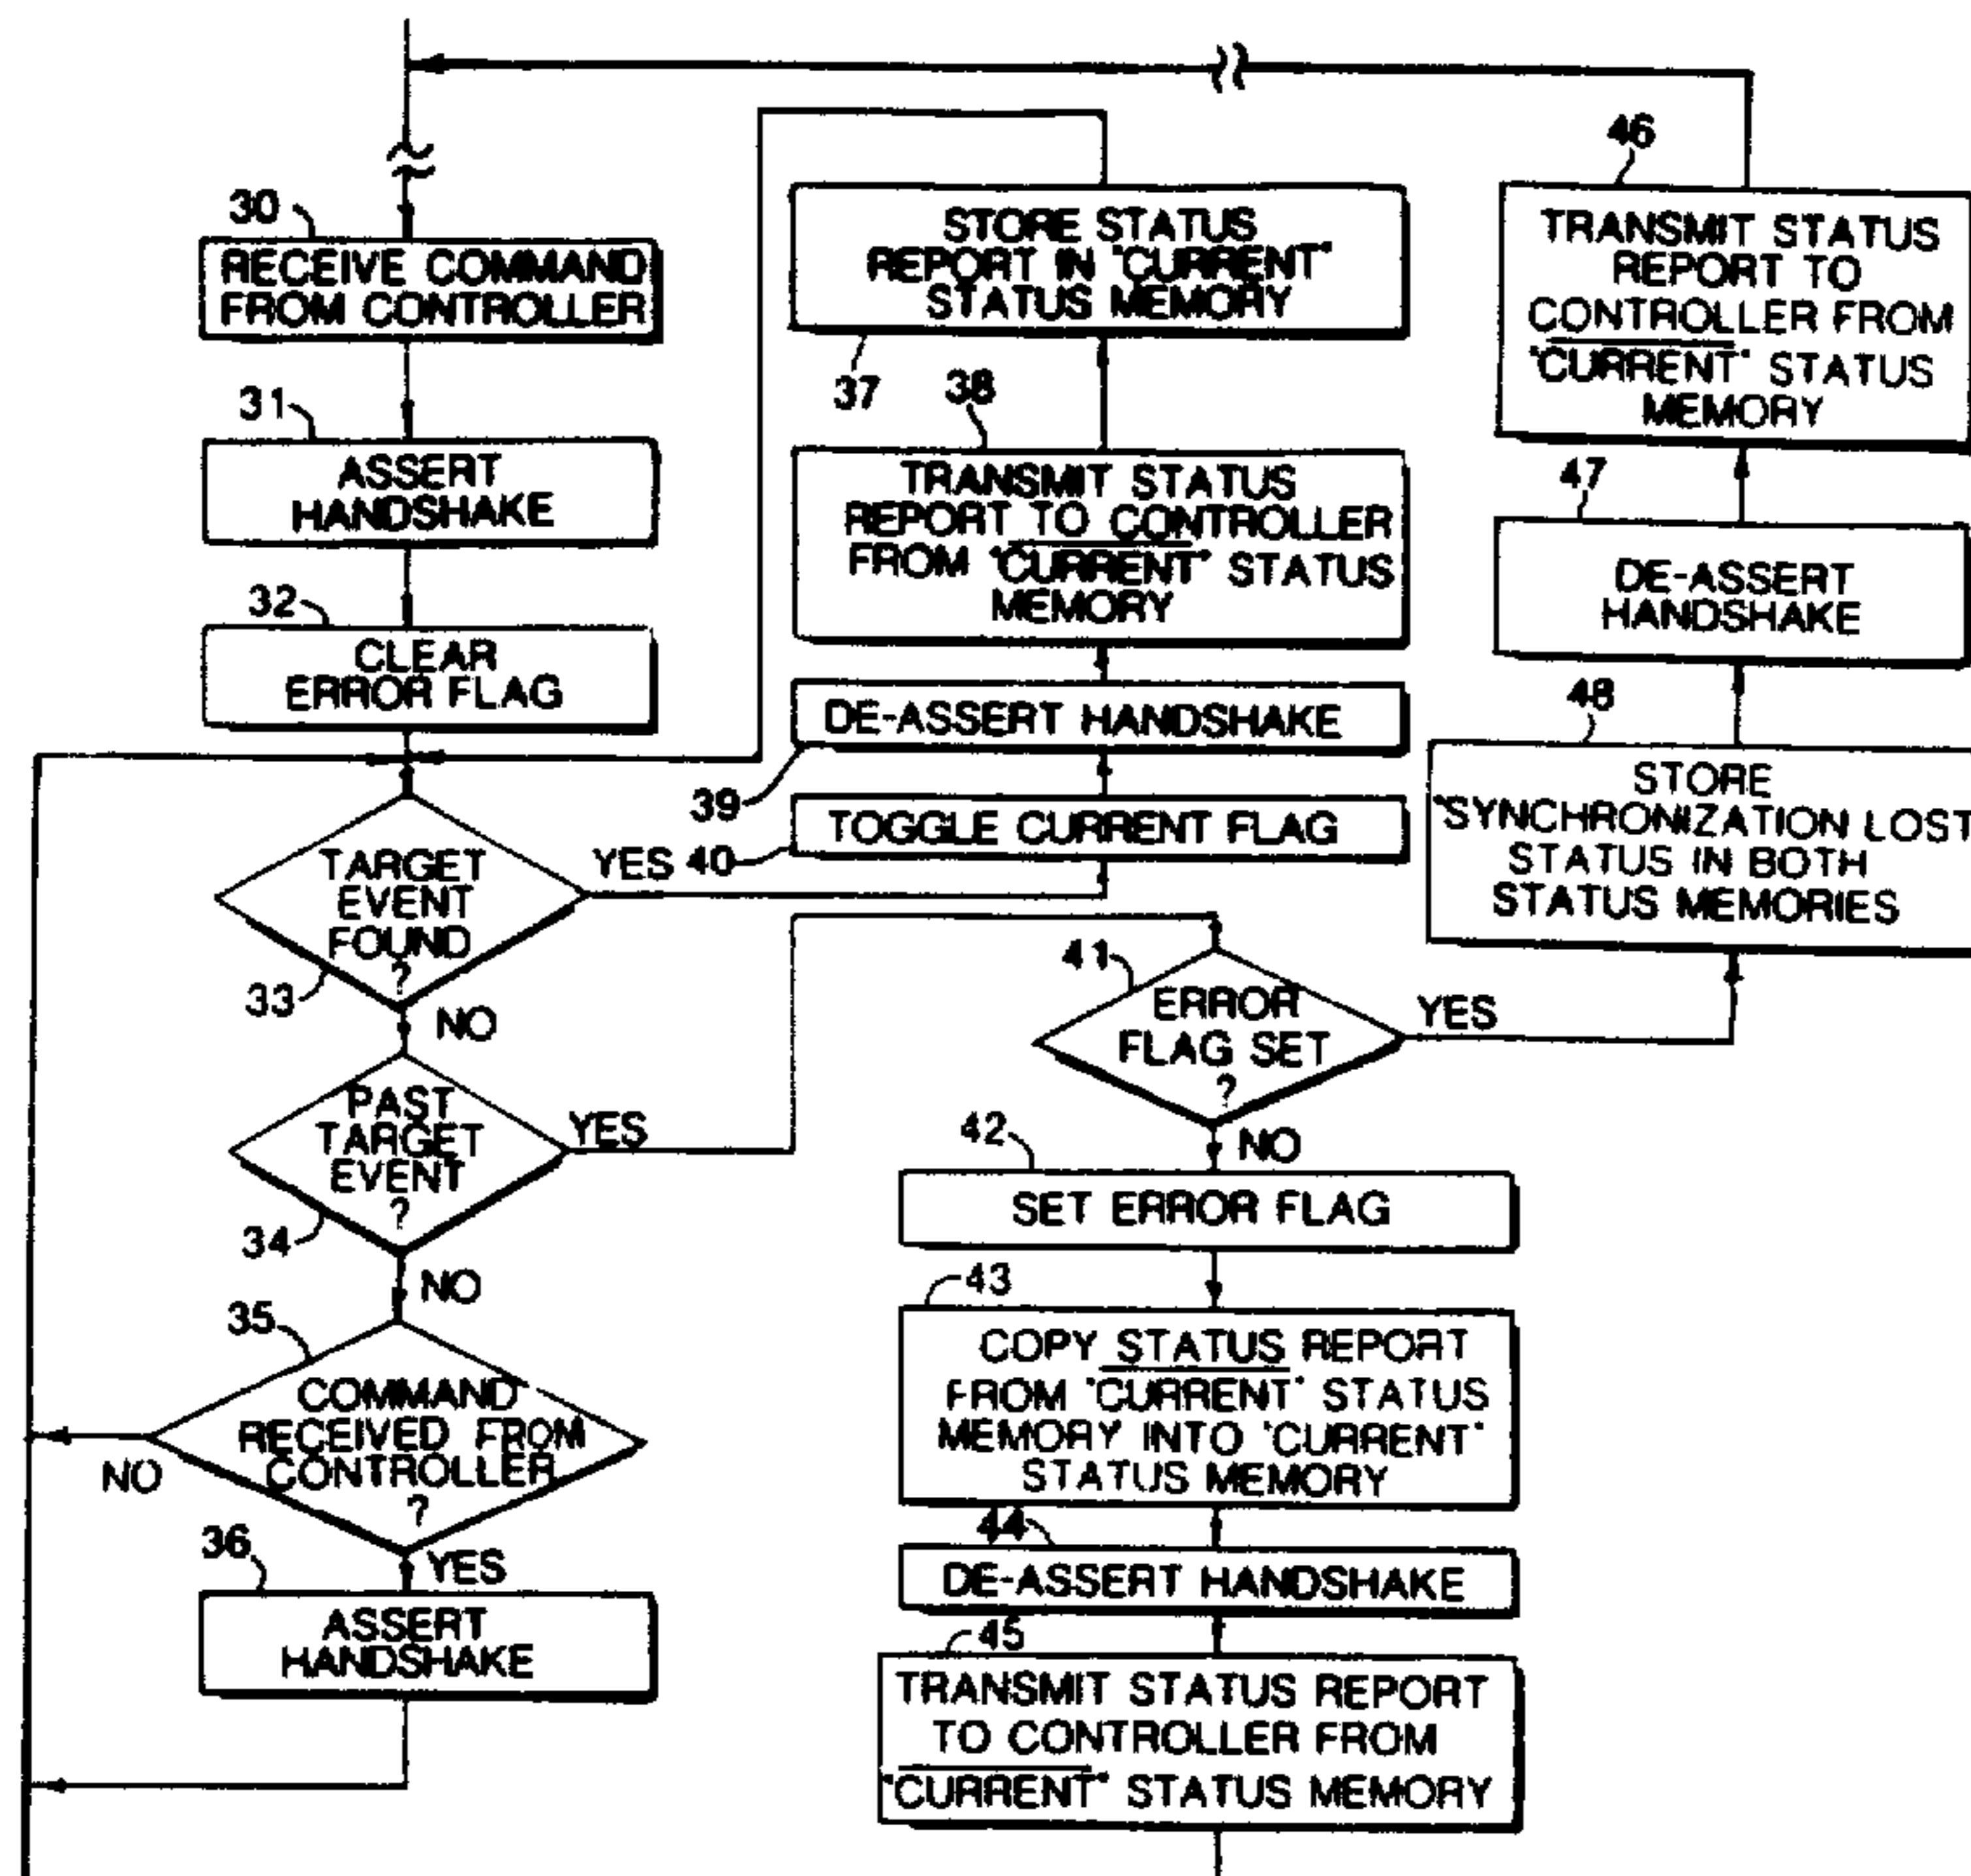 30
RECEIVE COMMAND
FROM CONTROLLER
31
ASSERT
HANDSHAKE
32
CLEAR
ERROR FLAG
TARGET
EVENT
FOUND
?
33
YES
NO
PAST
TARGET
EVENT
?
34
YES
NO
35
COMMAND
RECEIVED FROM
CONTROLLER
?
NO
YES
36
ASSERT
HANDSHAKE
STORE STATUS
REPORT IN "CURRENT"
STATUS MEMORY
37
38
TRANSMIT STATUS
REPORT TO CONTROLLER
FROM "CURRENT" STATUS
MEMORY
DE-ASSERT HANDSHAKE
39
40
TOGGLE CURRENT FLAG
41
ERROR
FLAG SET
?
YES
NO
42
SET ERROR FLAG
43
COPY STATUS REPORT
FROM "CURRENT" STATUS
MEMORY INTO "CURRENT"
STATUS MEMORY
44
DE-ASSERT HANDSHAKE
45
TRANSMIT STATUS REPORT
TO CONTROLLER FROM
"CURRENT" STATUS MEMORY
46
TRANSMIT STATUS
REPORT TO
CONTROLLER FROM
"CURRENT" STATUS
MEMORY
47
DE-ASSERT
HANDSHAKE
48
STORE
"SYNCHRONIZATION LOST
STATUS IN BOTH
STATUS MEMORIES